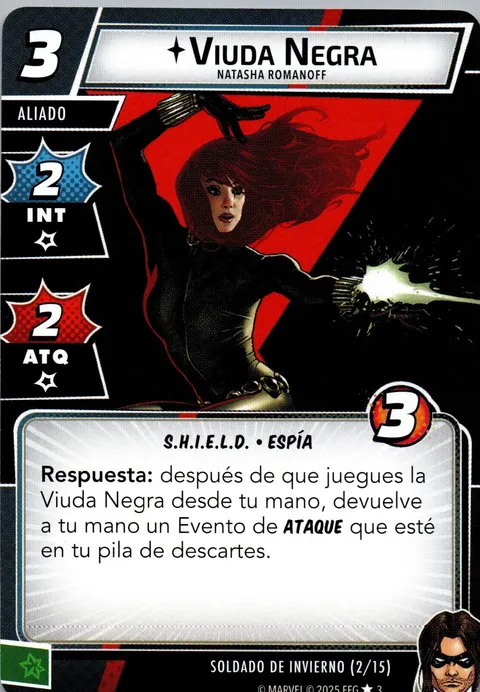 3
Viuda Negra
NATASHA ROMANOFF
ALIADO
2
INT
2
ATQ
3
S.H.I.E.L.D. • ESPÍA
Respuesta: después de que juegues la
Viuda Negra desde tu mano, devuelve
a tu mano un Evento de ATAQUE que esté
en tu pila de descartes.
SOLDADO DE INVIERNO (2/15)
© MARVEL © 2025 FFG ★ 3